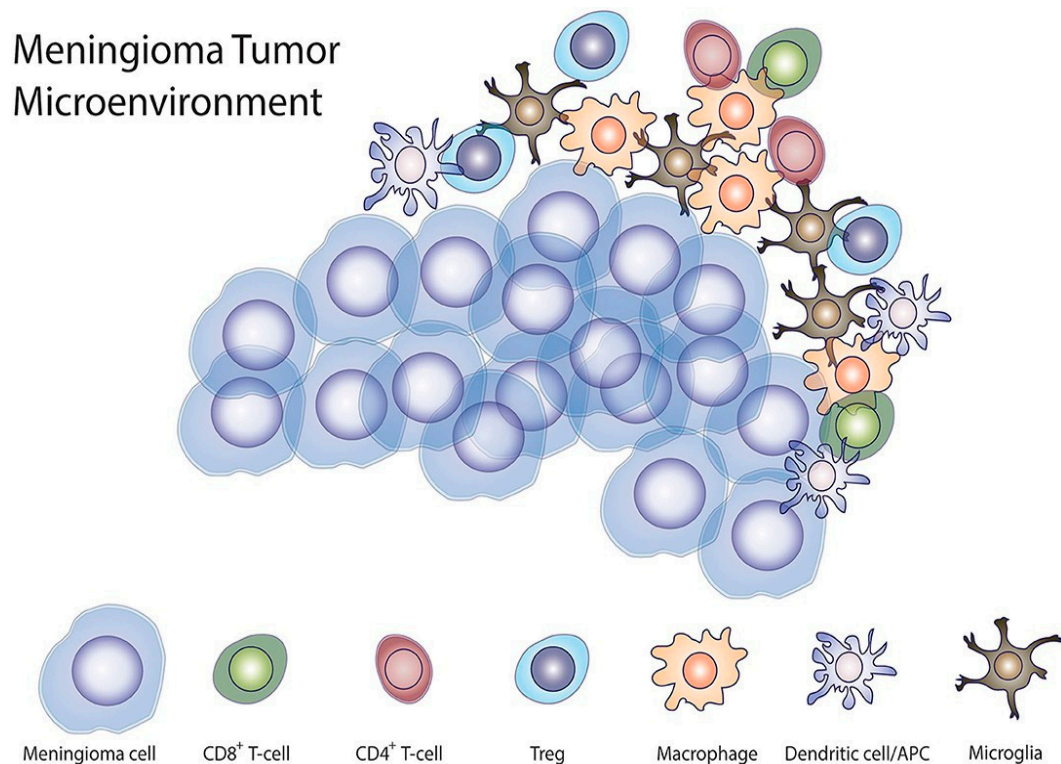 Meningioma Tumor
Microenvironment
Meningioma cell
CD8⁺ T-cell
CD4⁺ T-cell
Treg
Macrophage
Dendritic cell/APC
Microglia